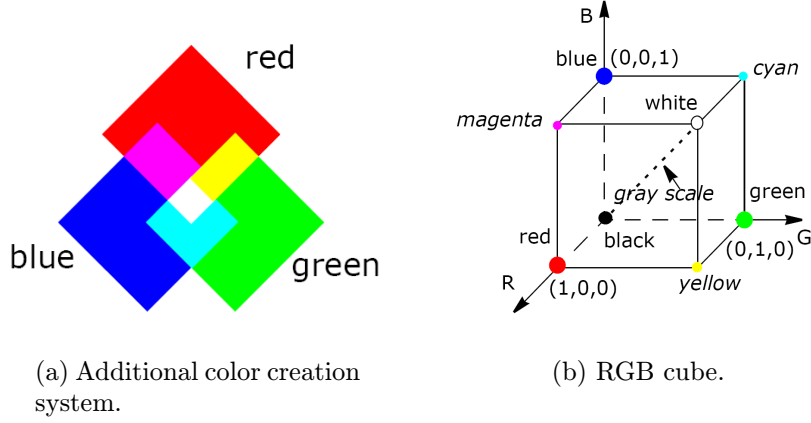 red
blue
green
(a) Additional color creation
system.
B
blue
(0,0,1)
cyan
white
magenta
gray scale
green
red
black
G
(0,1,0)
R
(1,0,0)
yellow
(b) RGB cube.